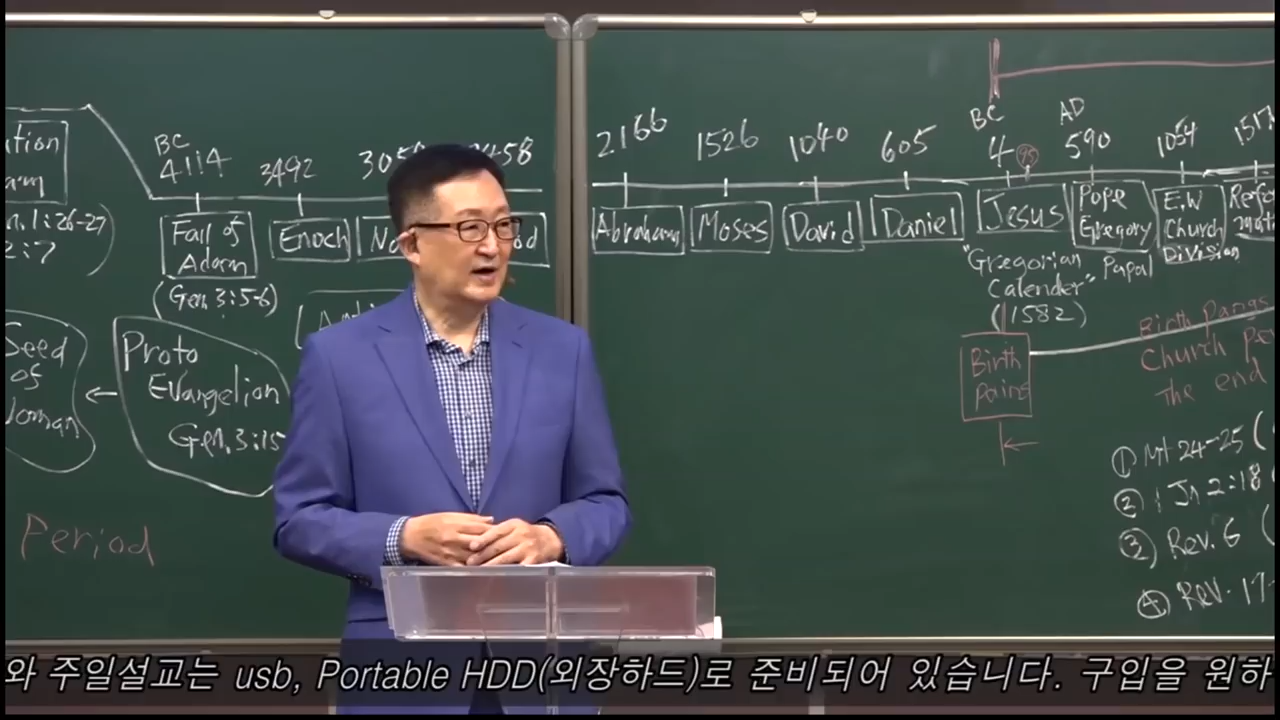 BC
4114
3492
58
2166
1526
1040
605
BC
4
95
AD
590
1054
1517
Fall of
Adam
(Gen. 3:5-6)
Enoch
Abraham
Moses
David
Daniel
Jesus
Pope
Gregory
Papal
E.W
Church
Division
"Gregorian
Calender"
(1582)
1:26-27
2:7
Seed
of
Proto
Evangelion
Gen. 3:15
Period
Birth
Pains
Birth Pangs
Church
The end
① Mt 24-25
② 1 Jn 2:18
③ Rev. 6
④ Rev. 17
와 주일설교는 usb, Portable HDD(외장하드)로 준비되어 있습니다. 구입을 원하